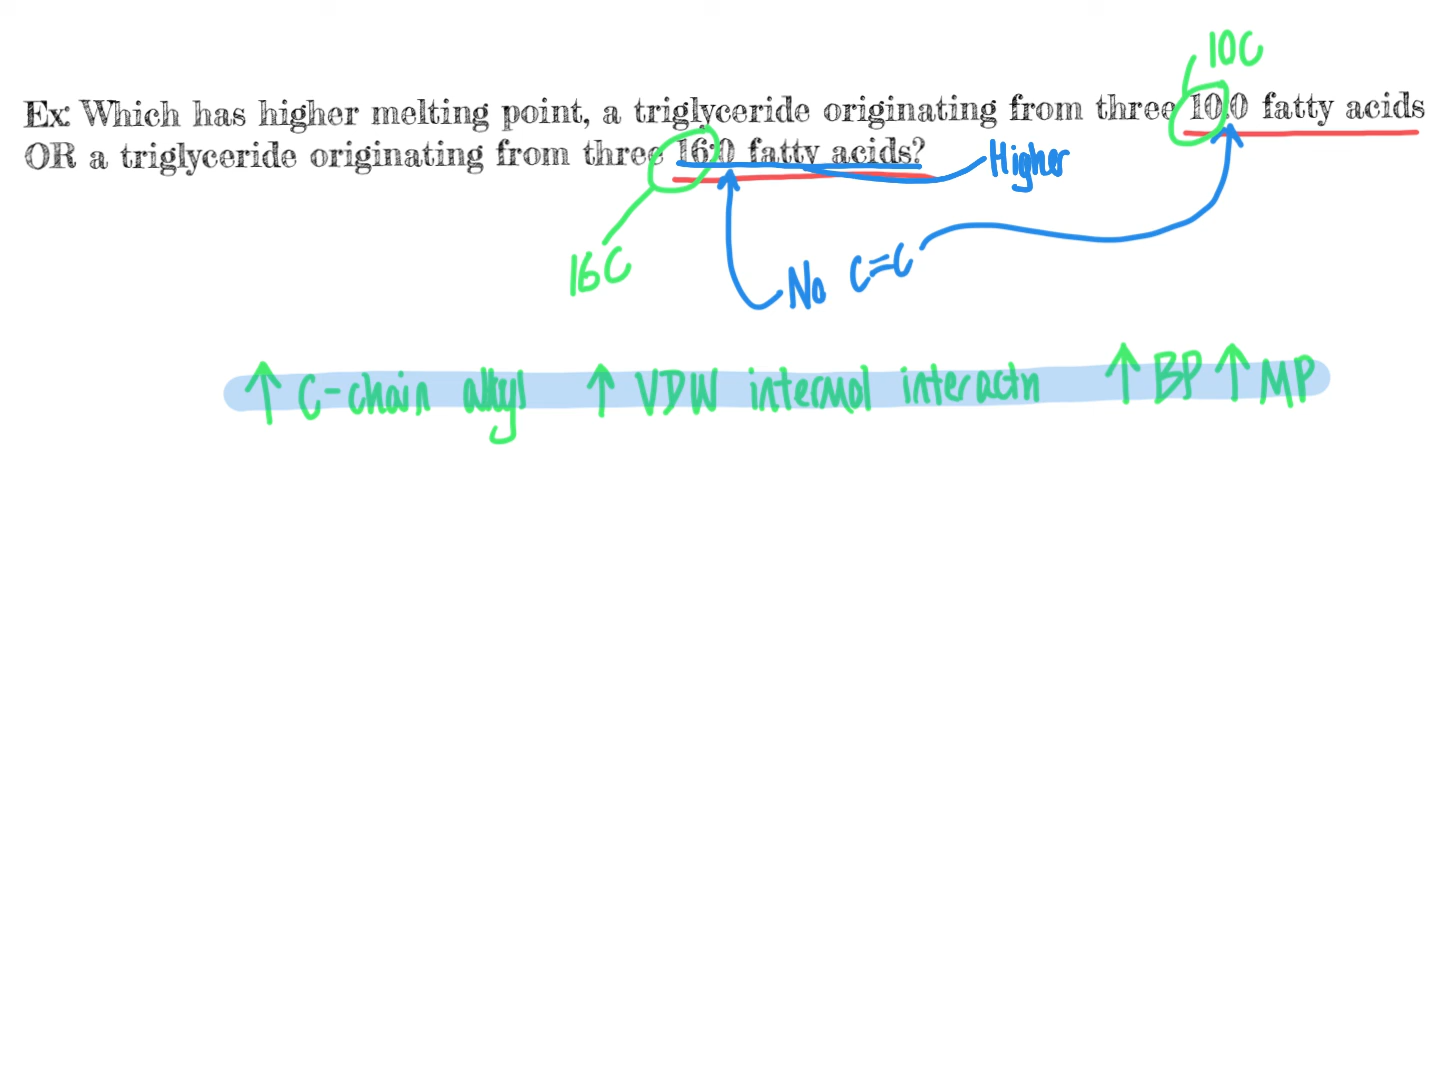 10C
Ex: Which has higher melting point, a triglyceride originating from three 10:0 fatty acids
OR a triglyceride originating from three 16:0 fatty acids?
Higher
16C
No C=C
↑ C-chain alkyl ↑ VDW intermol interactn ↑ BP ↑ MP